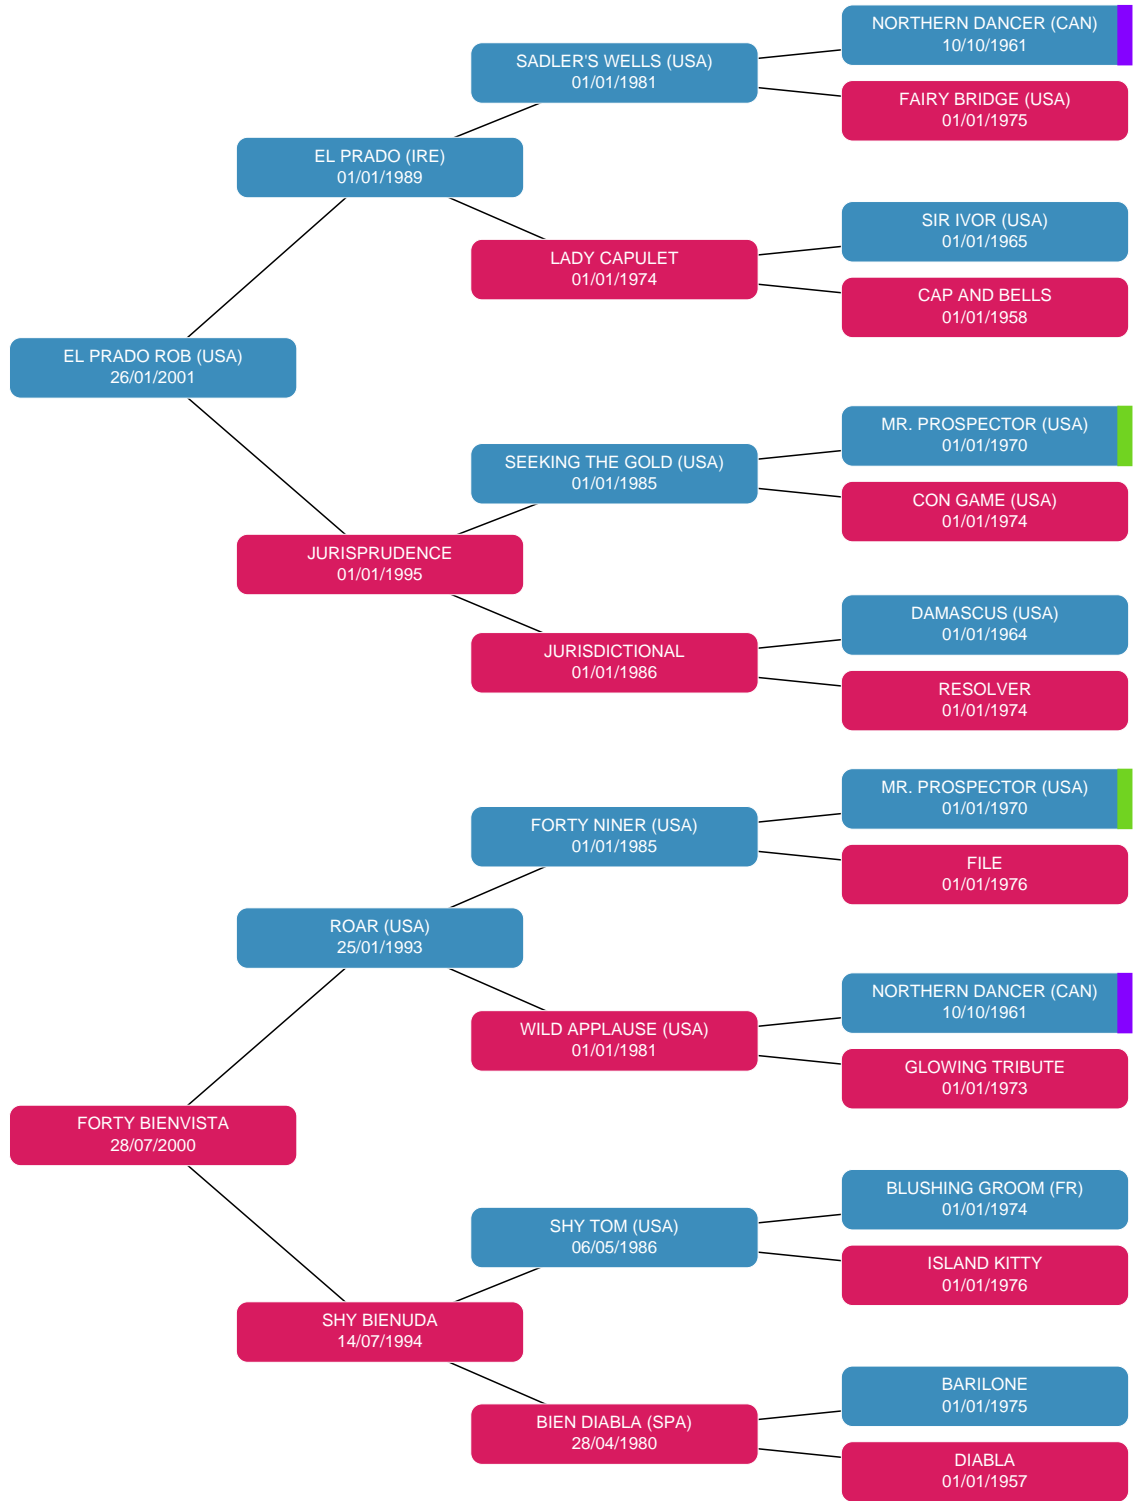 NORTHERN DANCER (CAN)
10/10/1961
SADLER'S WELLS (USA)
01/01/1981
FAIRY BRIDGE (USA)
01/01/1975
EL PRADO (IRE)
01/01/1989
SIR IVOR (USA)
01/01/1965
LADY CAPULET
01/01/1974
CAP AND BELLS
01/01/1958
EL PRADO ROB (USA)
26/01/2001
MR. PROSPECTOR (USA)
01/01/1970
SEEKING THE GOLD (USA)
01/01/1985
CON GAME (USA)
01/01/1974
JURISPRUDENCE
01/01/1995
DAMASCUS (USA)
01/01/1964
JURISDICTIONAL
01/01/1986
RESOLVER
01/01/1974
MR. PROSPECTOR (USA)
01/01/1970
FORTY NINER (USA)
01/01/1985
FILE
01/01/1976
ROAR (USA)
25/01/1993
NORTHERN DANCER (CAN)
10/10/1961
WILD APPLAUSE (USA)
01/01/1981
GLOWING TRIBUTE
01/01/1973
FORTY BIENVISTA
28/07/2000
BLUSHING GROOM (FR)
01/01/1974
SHY TOM (USA)
06/05/1986
ISLAND KITTY
01/01/1976
SHY BIENUDA
14/07/1994
BARILONE
01/01/1975
BIEN DIABLA (SPA)
28/04/1980
DIABLA
01/01/1957